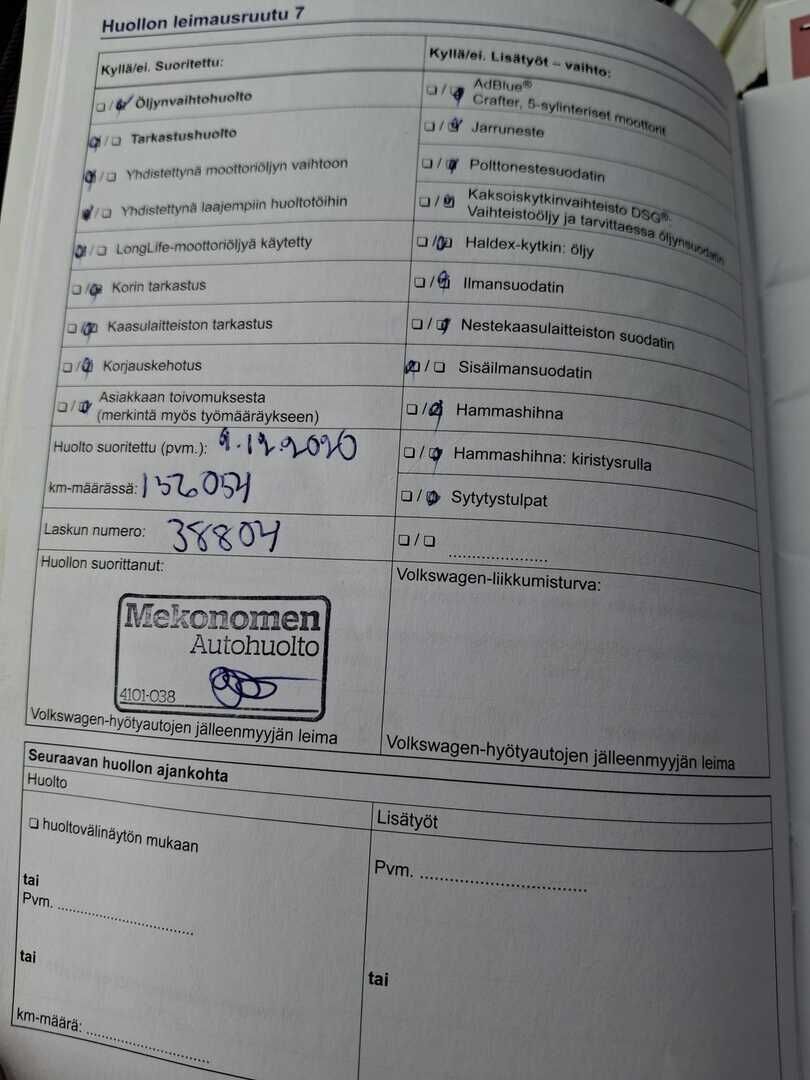 Huollon leimausruutu 7
Kyllä/ei. Suoritettu:
☐/☑ Öljynvaihtohuolto
☑/☐ Tarkastushuolto
☑/☐ Yhdistettynä moottoriöljyn vaihtoon
☑/☐ Yhdistettynä laajempiin huoltotöihin
☑/☐ LongLife-moottoriöljyä käytetty
☐/☑ Korin tarkastus
☐/☑ Kaasulaitteiston tarkastus
☐/☑ Korjauskehotus
☐/☑ Asiakkaan toivomuksesta
(merkintä myös työmääräykseen)
Huolto suoritettu (pvm.): 9.12.2020
km-määrässä: 156054
Laskun numero: 38804
Huollon suorittanut:
Mekonomen
Autohuolto
4101-038
Volkswagen-hyötyautojen jälleenmyyjän leima
Kyllä/ei. Lisätyöt – vaihto:
☐/☑ AdBlue®
Crafter, 5-sylinteriset moottorit
☐/☑ Jarruneste
☐/☑ Polttonestesuodatin
☐/☑ Kaksoiskytkinvaihteisto DSG®:
Vaihteistoöljy ja tarvittaessa öljynsuodatin
☐/☑ Haldex-kytkin: öljy
☐/☑ Ilmansuodatin
☐/☑ Nestekaasulaitteiston suodatin
☑/☐ Sisäilmansuodatin
☐/☑ Hammashihna
☐/☑ Hammashihna: kiristysrulla
☐/☑ Sytytystulpat
☐/☐ ....................
Volkswagen-liikkumisturva:
Volkswagen-hyötyautojen jälleenmyyjän leima
Seuraavan huollon ajankohta
Huolto
☐ huoltovälinäytön mukaan
tai
Pvm. ............................
tai
km-määrä: .........................
Lisätyöt
Pvm. .................................
tai